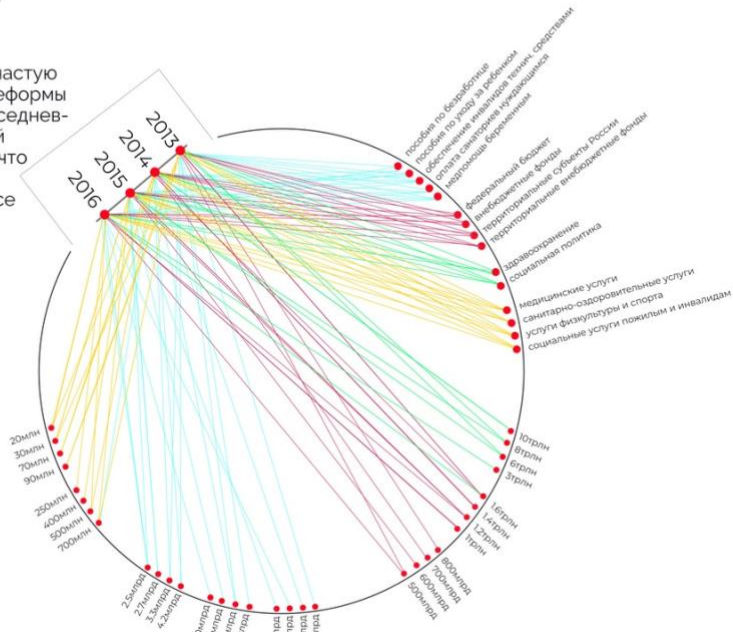 еформы
седнев-
что
2013
2014
2015
2016
пособия по безработице
пособия по уходу за ребенком
обеспечение инвалидов технич. средствами
оплата санаториев нуждающимся
медпомощь беременным
федеральный бюджет
внебюджетные фонды
территориальные субъекты России
территориальные внебюджетные фонды
здравоохранение
социальная политика
медицинские услуги
санитарно-оздоровительные услуги
услуги физкультуры и спорта
социальные услуги пожилым и инвалидам
10трлн
8трлн
6трлн
3трлн
1.6трлн
1.4трлн
1.2трлн
1трлн
800млрд
700млрд
600млрд
500млрд
20млн
30млн
70млн
90млн
250млн
400млн
500млн
700млн
2.5млрд
2.7млрд
3.3млрд
4.2млрд